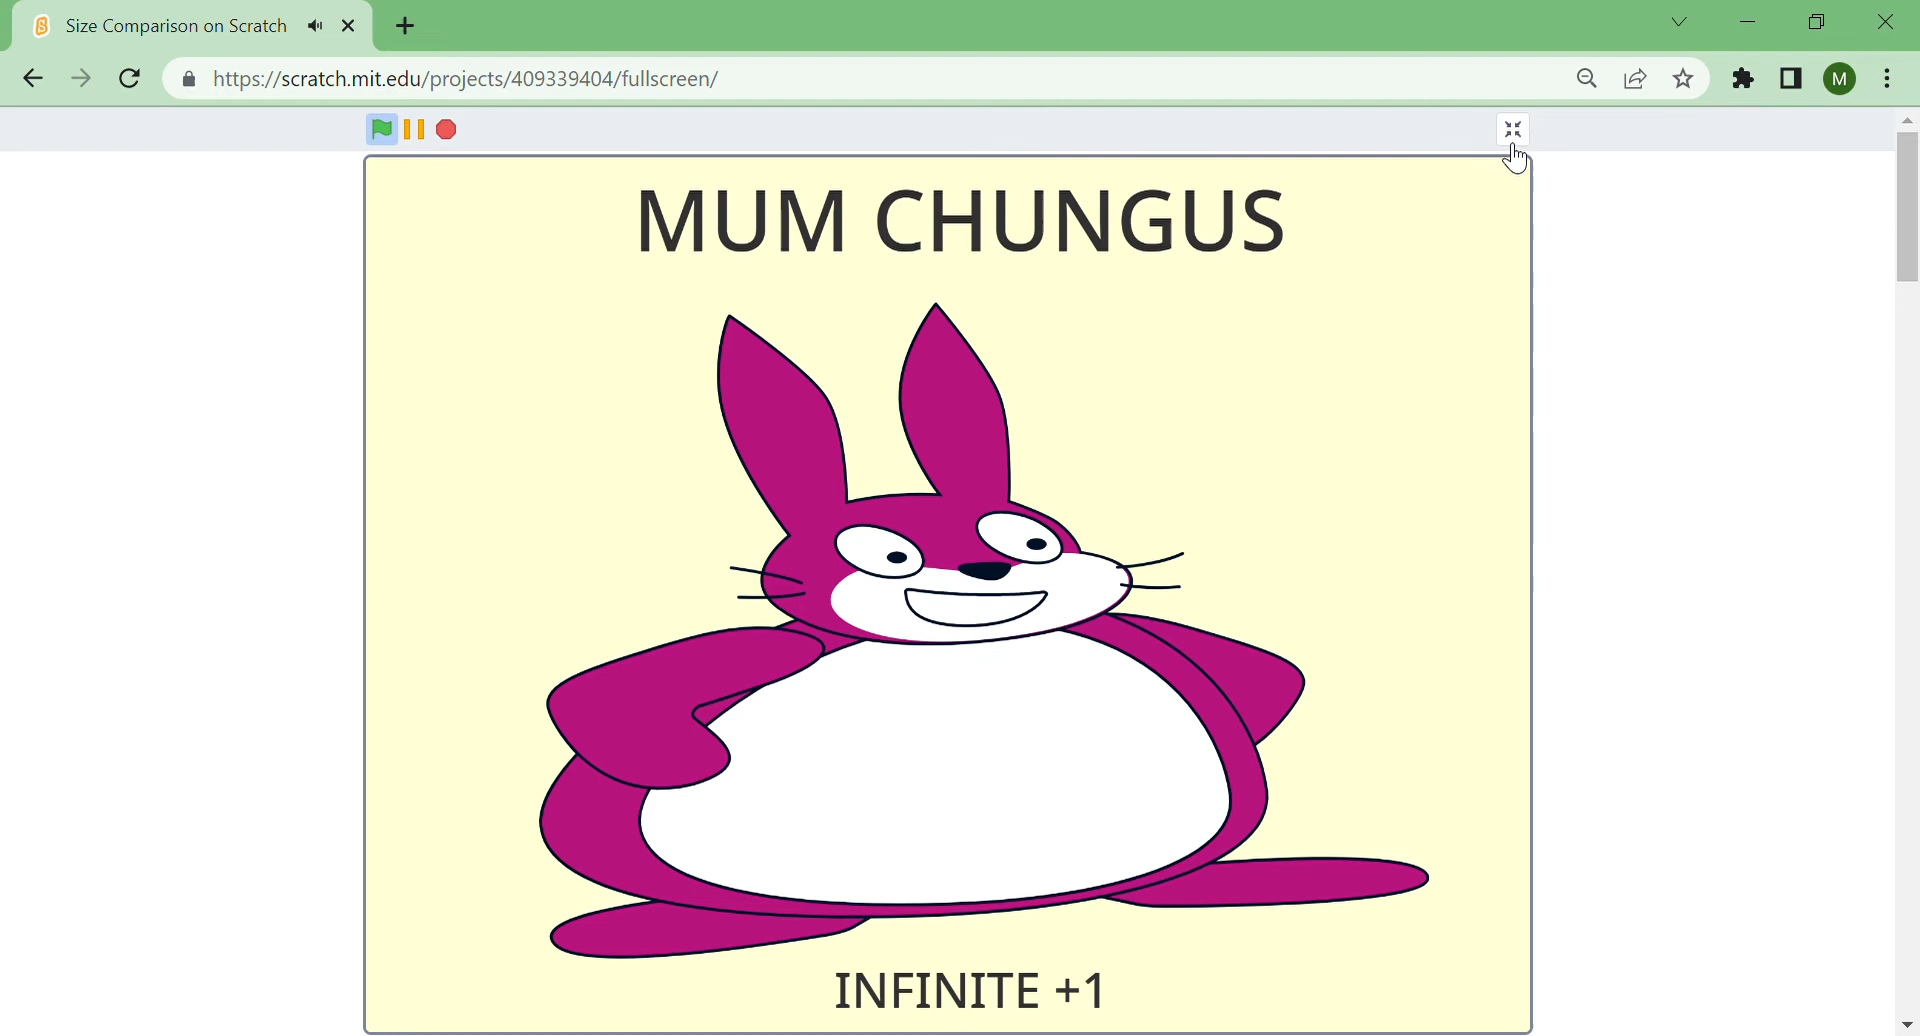 Size Comparison on Scratch
https://scratch.mit.edu/projects/409339404/fullscreen/
M
MUM CHUNGUS
INFINITE +1